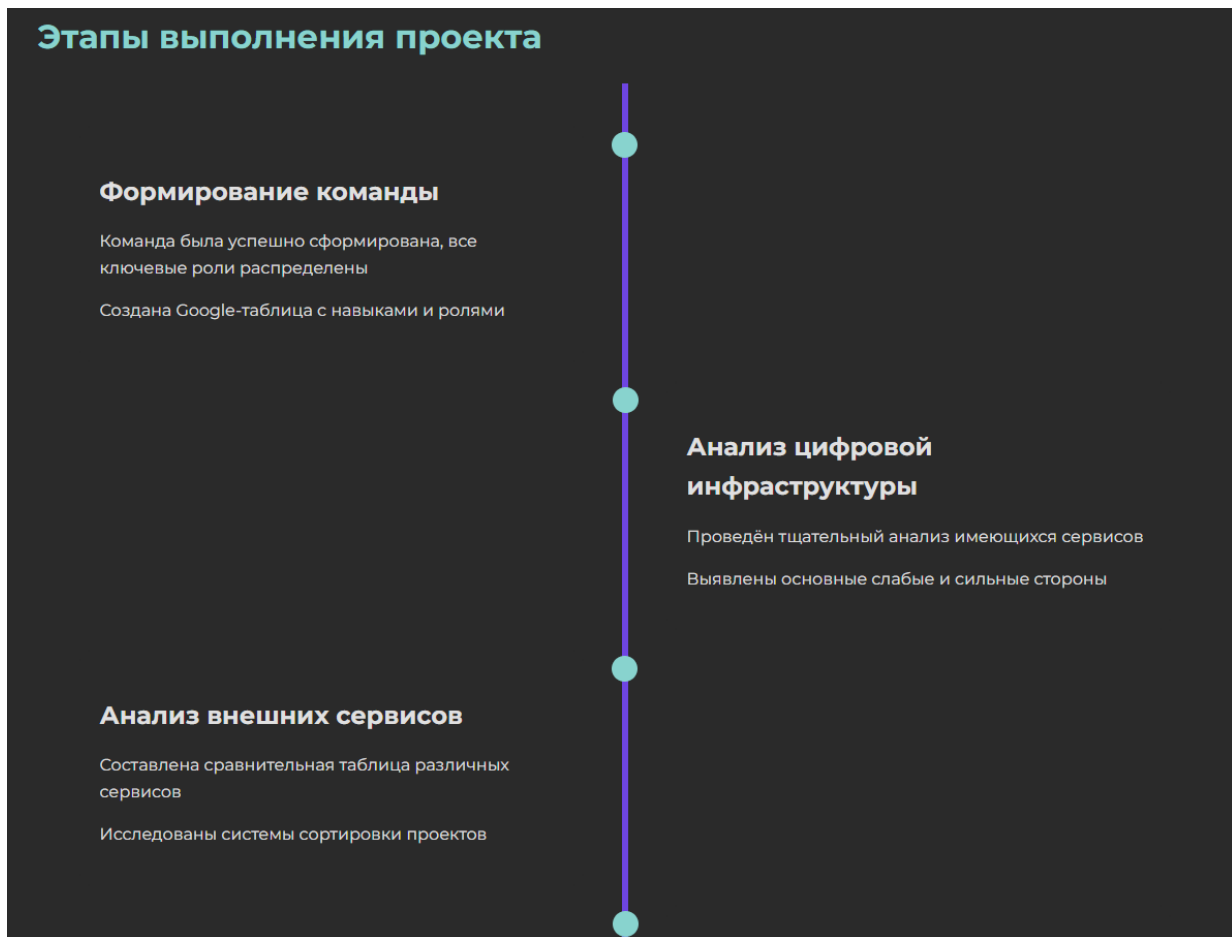 Этапы выполнения проекта
Формирование команды
Команда была успешно сформирована, все
ключевые роли распределены
Создана Google-таблица с навыками и ролями
Анализ цифровой
инфраструктуры
Проведён тщательный анализ имеющихся сервисов
Выявлены основные слабые и сильные стороны
Анализ внешних сервисов
Составлена сравнительная таблица различных
сервисов
Исследованы системы сортировки проектов